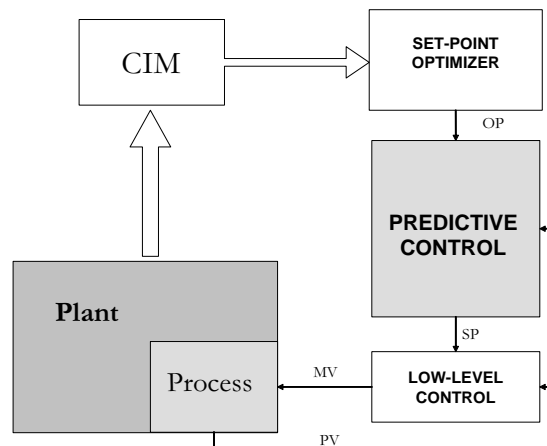 CIM
SET-POINT
OPTIMIZER
OP
PREDICTIVE
CONTROL
Plant
SP
Process
MV
LOW-LEVEL
CONTROL
PV